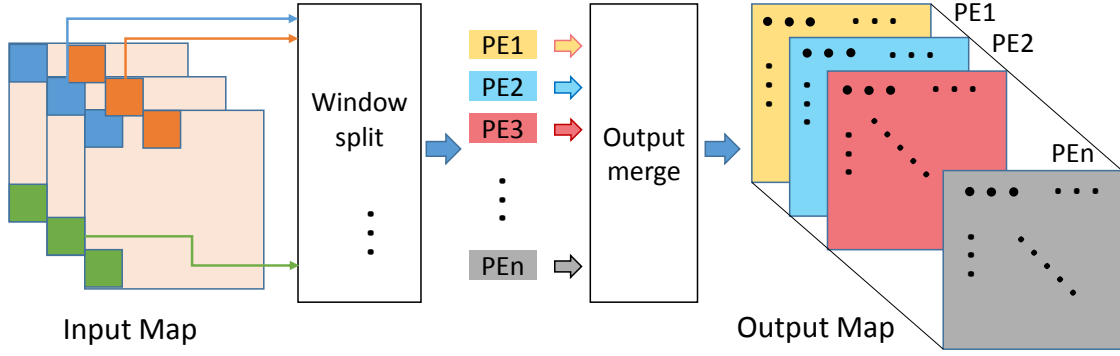 Input Map
Window
split
PE1
PE2
PE3
PEn
Output
merge
PE1
PE2
PEn
Output Map